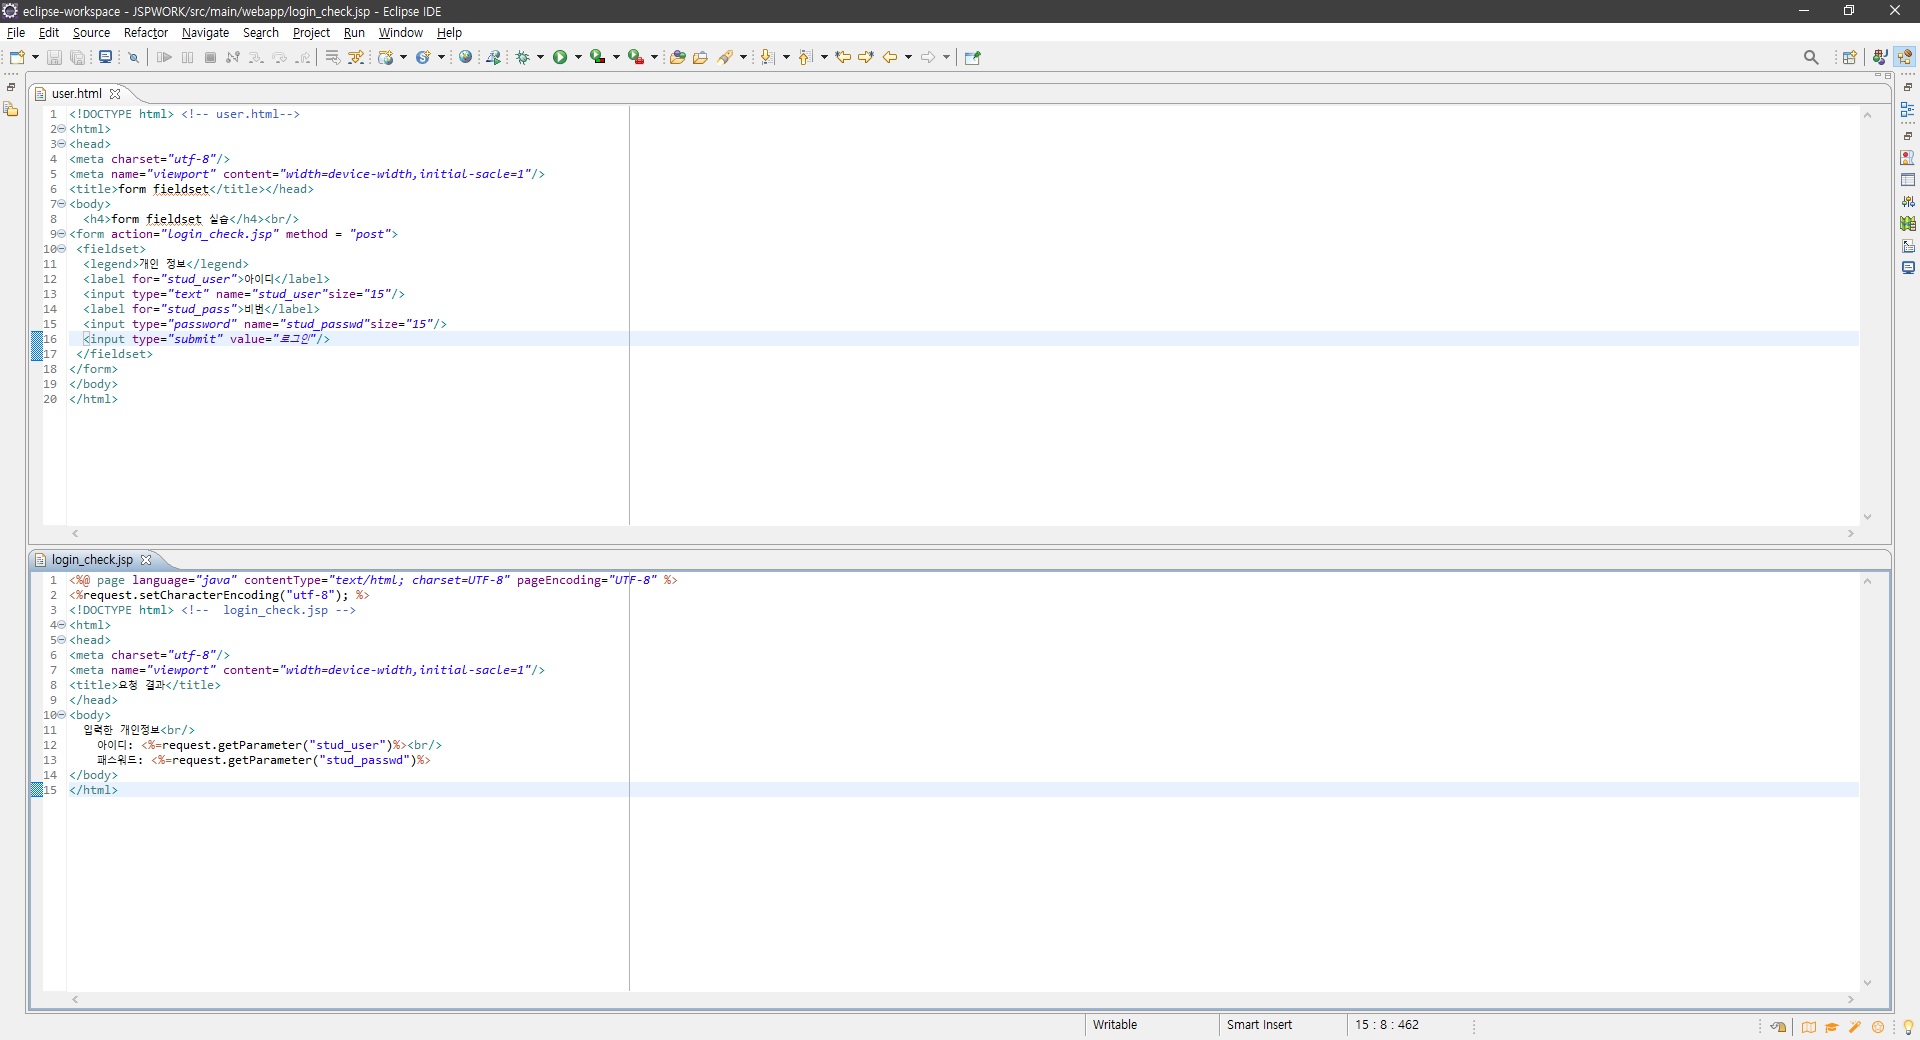 eclipse-workspace - JSPWORK/src/main/webapp/login_check.jsp - Eclipse IDE
File Edit Source Refactor Navigate Search Project Run Window Help
user.html
1 <!DOCTYPE html> <!-- user.html-->
2 <html>
3 <head>
4 <meta charset="utf-8"/>
5 <meta name="viewport" content="width=device-width,initial-sacle=1"/>
6 <title>form fieldset</title></head>
7 <body>
8 <h4>form fieldset 실습</h4><br/>
9 <form action="login_check.jsp" method = "post">
10 <fieldset>
11 <legend>개인 정보</legend>
12 <label for="stud_user">아이디</label>
13 <input type="text" name="stud_user"size="15"/>
14 <label for="stud_pass">비번</label>
15 <input type="password" name="stud_passwd"size="15"/>
16 <input type="submit" value="로그인"/>
17 </fieldset>
18 </form>
19 </body>
20 </html>
login_check.jsp
1 <%@ page language="java" contentType="text/html; charset=UTF-8" pageEncoding="UTF-8" %>
2 <%request.setCharacterEncoding("utf-8"); %>
3 <!DOCTYPE html> <!--  login_check.jsp -->
4 <html>
5 <head>
6 <meta charset="utf-8"/>
7 <meta name="viewport" content="width=device-width,initial-sacle=1"/>
8 <title>요청 결과</title>
9 </head>
10 <body>
11 입력한 개인정보<br/>
12 아이디: <%=request.getParameter("stud_user")%><br/>
13 패스워드: <%=request.getParameter("stud_passwd")%>
14 </body>
15 </html>
Writable Smart Insert 15 : 8 : 462